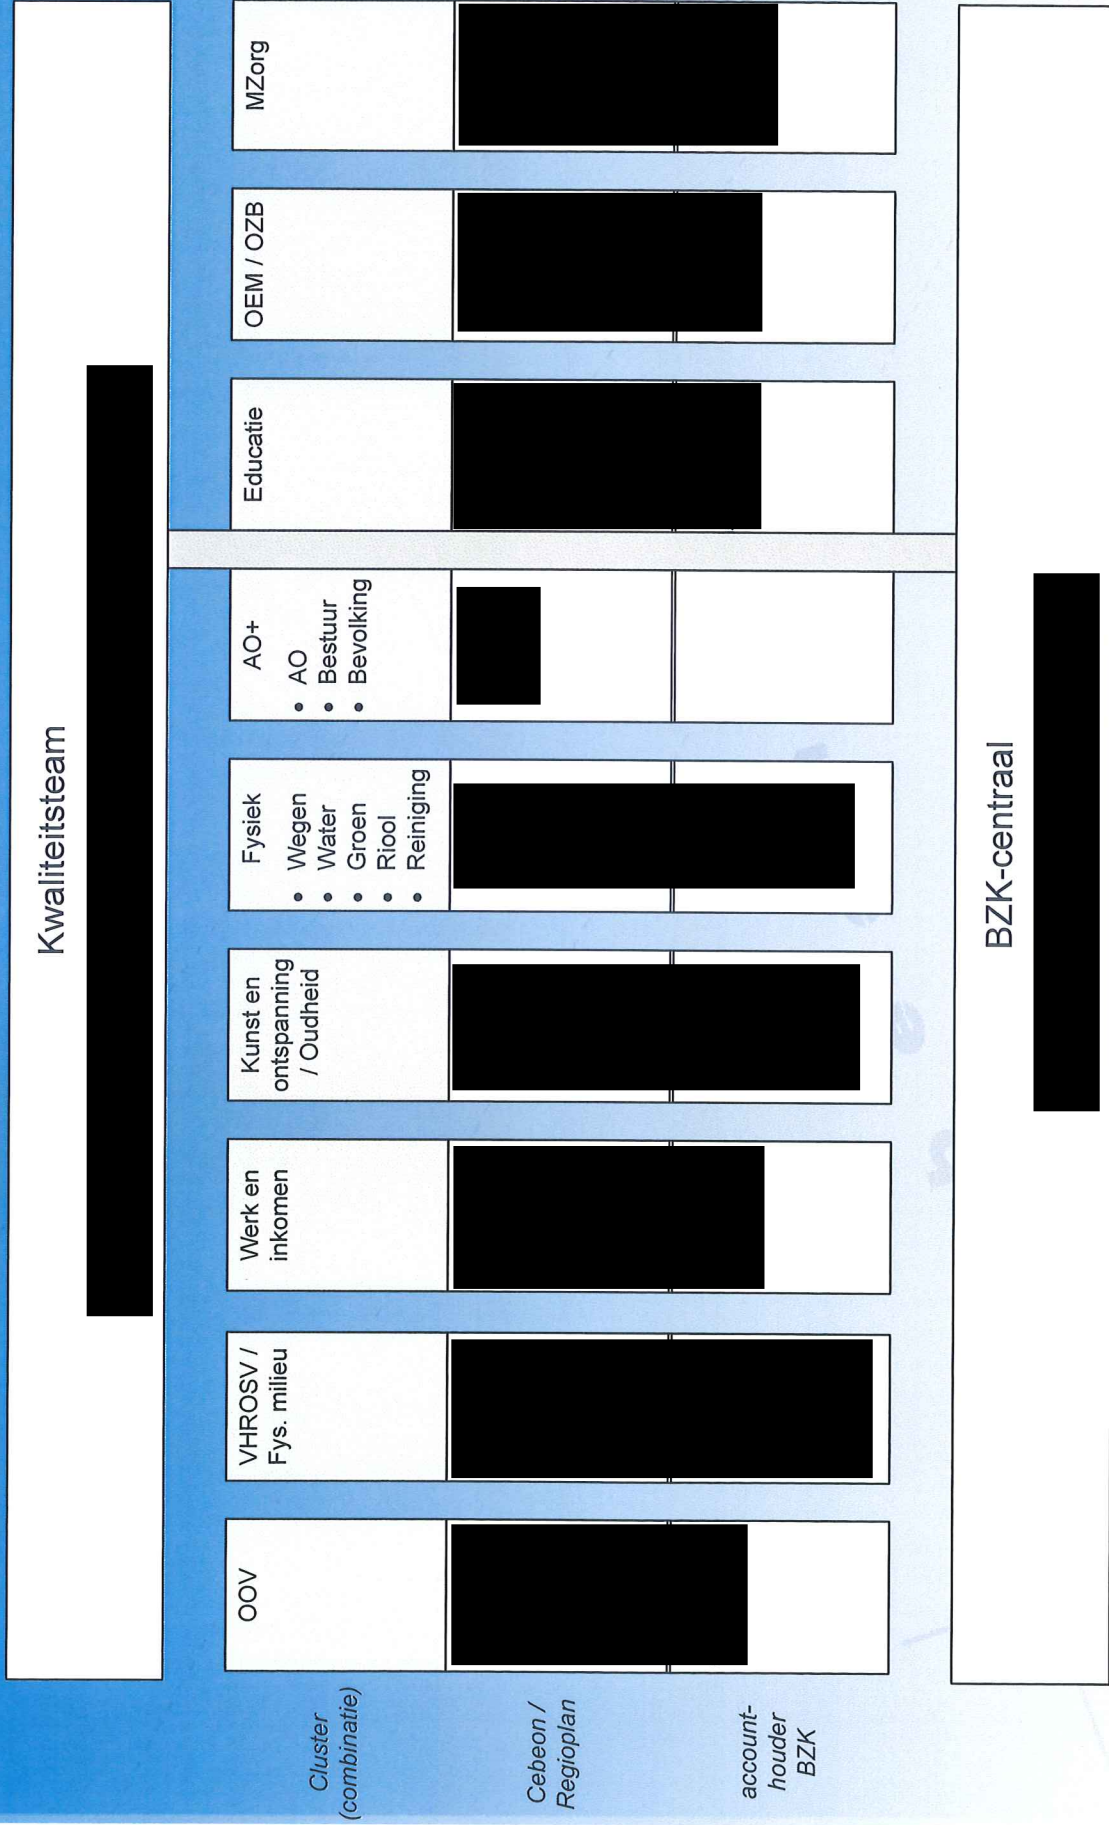 Kwaliteitsteam
Cluster
(combinatie)
OOV
VHROSV /
Fys. milieu
Werk en
inkomen
Kunst en
ontspanning
/ Oudheid
Fysiek
• Wegen
• Water
• Groen
• Riool
• Reiniging
AO+
• AO
• Bestuur
• Bevolking
Educatie
OEM / OZB
MZorg
Cebeon /
Regioplan
account-
houder
BZK
BZK-centraal